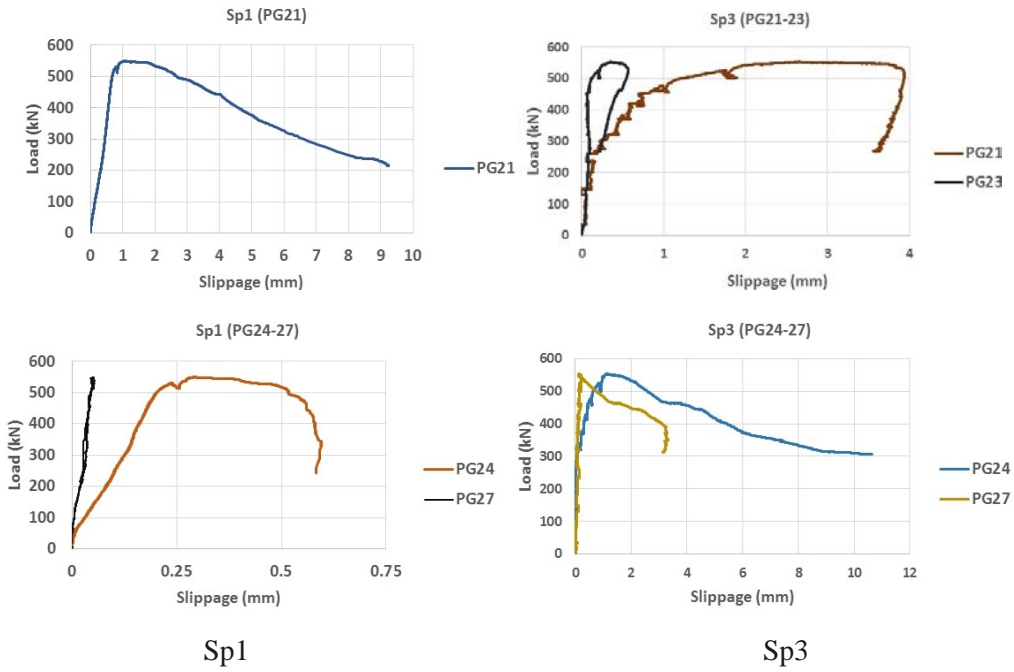 Sp1 (PG21)
600
500
400
300
200
100
0
Load (kN)
0 1 2 3 4 5 6 7 8 9 10
Slippage (mm)
PG21
Sp3 (PG21-23)
600
500
400
300
200
100
0
Load (kN)
0 1 2 3 4
Slippage (mm)
PG21
PG23
Sp1 (PG24-27)
600
500
400
300
200
100
0
Load (kN)
0 0.25 0.5 0.75
Slippage (mm)
PG24
PG27
Sp3 (PG24-27)
600
500
400
300
200
100
0
Load (kN)
0 2 4 6 8 10 12
Slippage (mm)
PG24
PG27
Sp1
Sp3